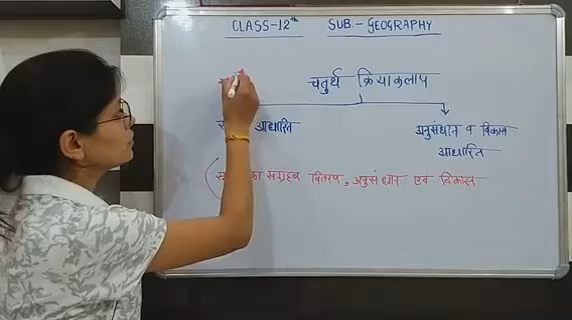 CLASS-12th SUB-GEOGRAPHY
चतुर्थ क्रियाकलाप
आधारित
अनुसंधान व विकास
आधारित
का संग्रहण वितरण, अनुसंधान एवं विकास